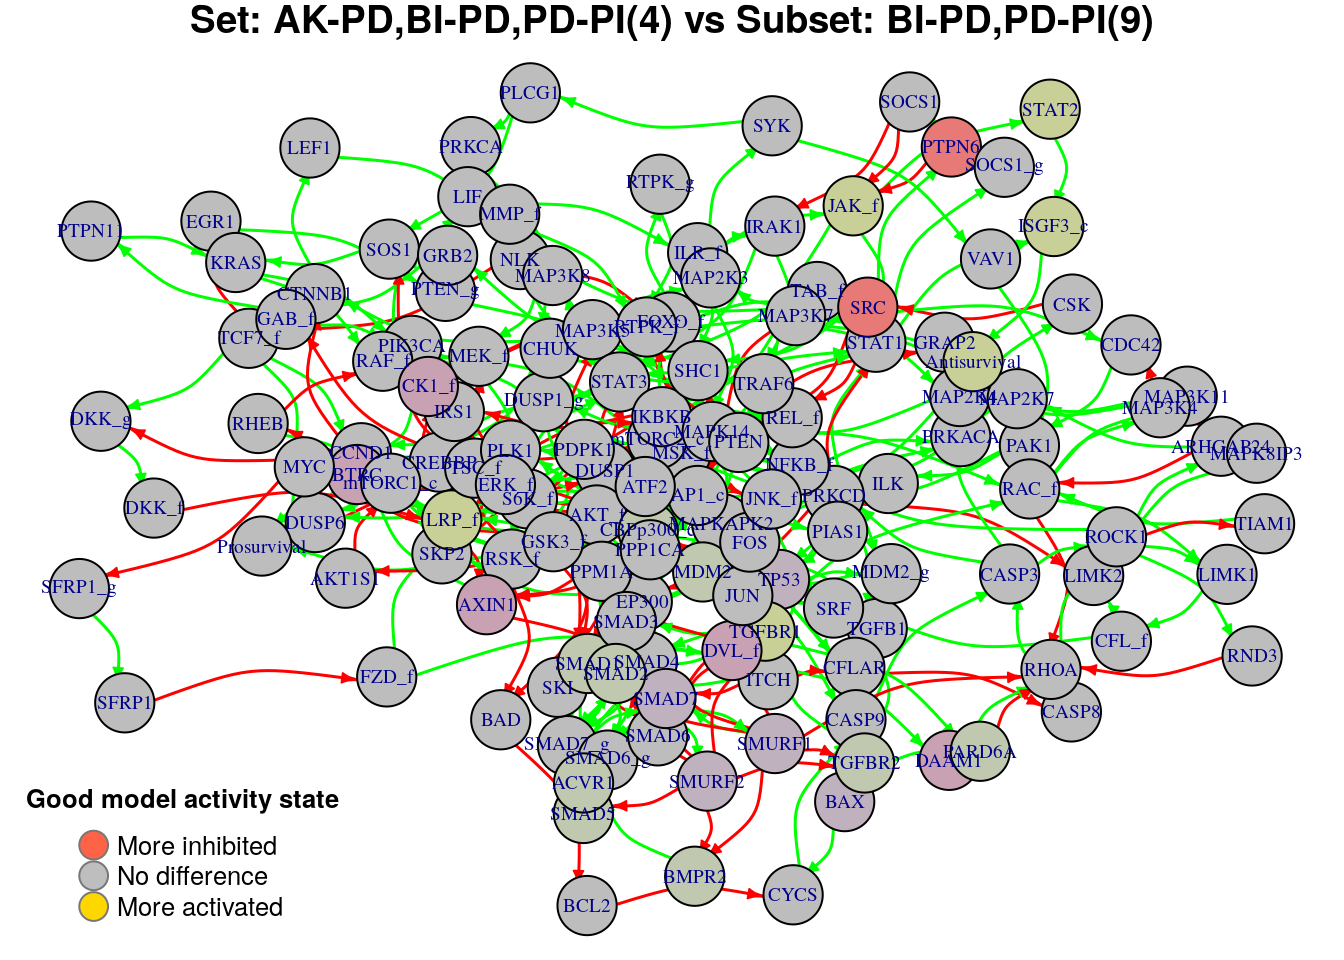 Set: AK-PD,BI-PD,PD-PI(4) vs Subset: BI-PD,PD-PI(9)
PLCG1
SOCS1
STAT2
SYK
LEF1
PRKCA
PTPN6
SOCS1_g
RTPK_g
LIF
MMP_f
JAK_f
PTPN11
EGR1
IRAK1
ISGF3_c
SOS1
GRB2
NLK
ILR_f
VAV1
KRAS
MAP3K8
MAP2K3
CTNNB1
PTEN_g
TAB_f
CSK
GAB_f
SRC
MAP3K7
TCF7_f
MAP3K5
RTPK_f
FOXO_f
PIK3CA
RAF_f
MEK_f
CHUK
STAT1
GRAP2
CDC42
Antisurvival
CK1_f
STAT3
SHC1
TRAF6
DUSP1_g
MAP2K4
MAP2K7
MAP3K11
MAP3K4
DKK_g
RHEB
IRS1
IKBKB
RELA_f
MAPK14
mTORC2_c
PTEN
PRKACA
PAK1
ARHGAP24
MAPK8IP3
CCND1
MYC
PLK1
PDPK1
MSK_f
NFKB_f
BTRC
mTORC1_c
CREBBP
TSC_f
DUSP1
ERK_f
ATF2
ILK
RAC_f
S6K_f
AP1_c
JNK_f
PRKCD
DKK_f
DUSP6
LRP_f
AKT_f
MAPKAPK2
TIAM1
CBPp300_c
PIAS1
ROCK1
Prosurvival
SKP2
GSK3_f
PPP1CA
FOS
RSK_f
PPM1A
MDM2
TP53
MDM2_g
CASP3
LIMK2
LIMK1
AKT1S1
SFRP1_g
AXIN1
EP300
JUN
SRF
SMAD3
TGFBR1
TGFB1
CFL_f
DVL_f
RND3
SMAD1
SMAD4
CFLAR
RHOA
FZD_f
SMAD2
ITCH
SKI
SMAD7
SFRP1
BAD
CASP9
CASP8
SMAD6
SMAD7_g
SMURF1
SMAD6_g
TGFBR2
DAAM1
PARD6A
ACVR1
SMURF2
BAX
SMAD5
BMPR2
CYCS
BCL2
Good model activity state
More inhibited
No difference
More activated